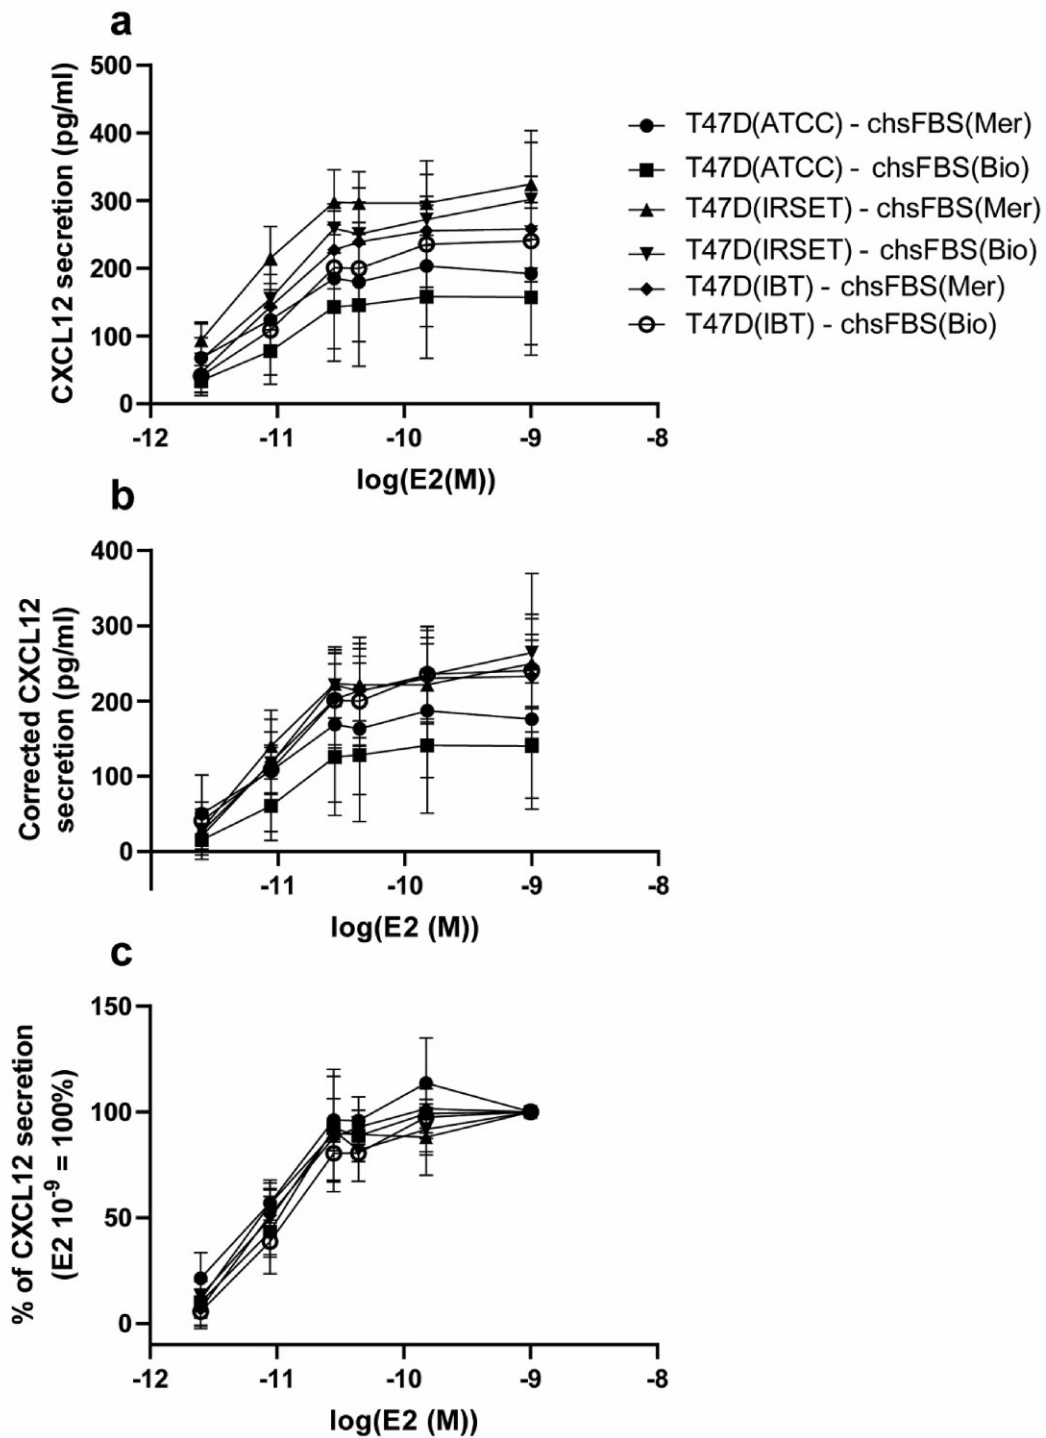 a
500
400
300
200
100
0
CXCL12 secretion (pg/ml)
-12 -11 -10 -9 -8
log(E2(M))
T47D(ATCC) - chsFBS(Mer)
T47D(ATCC) - chsFBS(Bio)
T47D(IRSET) - chsFBS(Mer)
T47D(IRSET) - chsFBS(Bio)
T47D(IBT) - chsFBS(Mer)
T47D(IBT) - chsFBS(Bio)
b
400
300
200
100
0
Corrected CXCL12
secretion (pg/ml)
-11 -10 -9 -8
log(E2 (M))
c
150
100
50
0
% of CXCL12 secretion
(E2 10⁻⁹ = 100%)
-12 -11 -10 -9 -8
log(E2 (M))